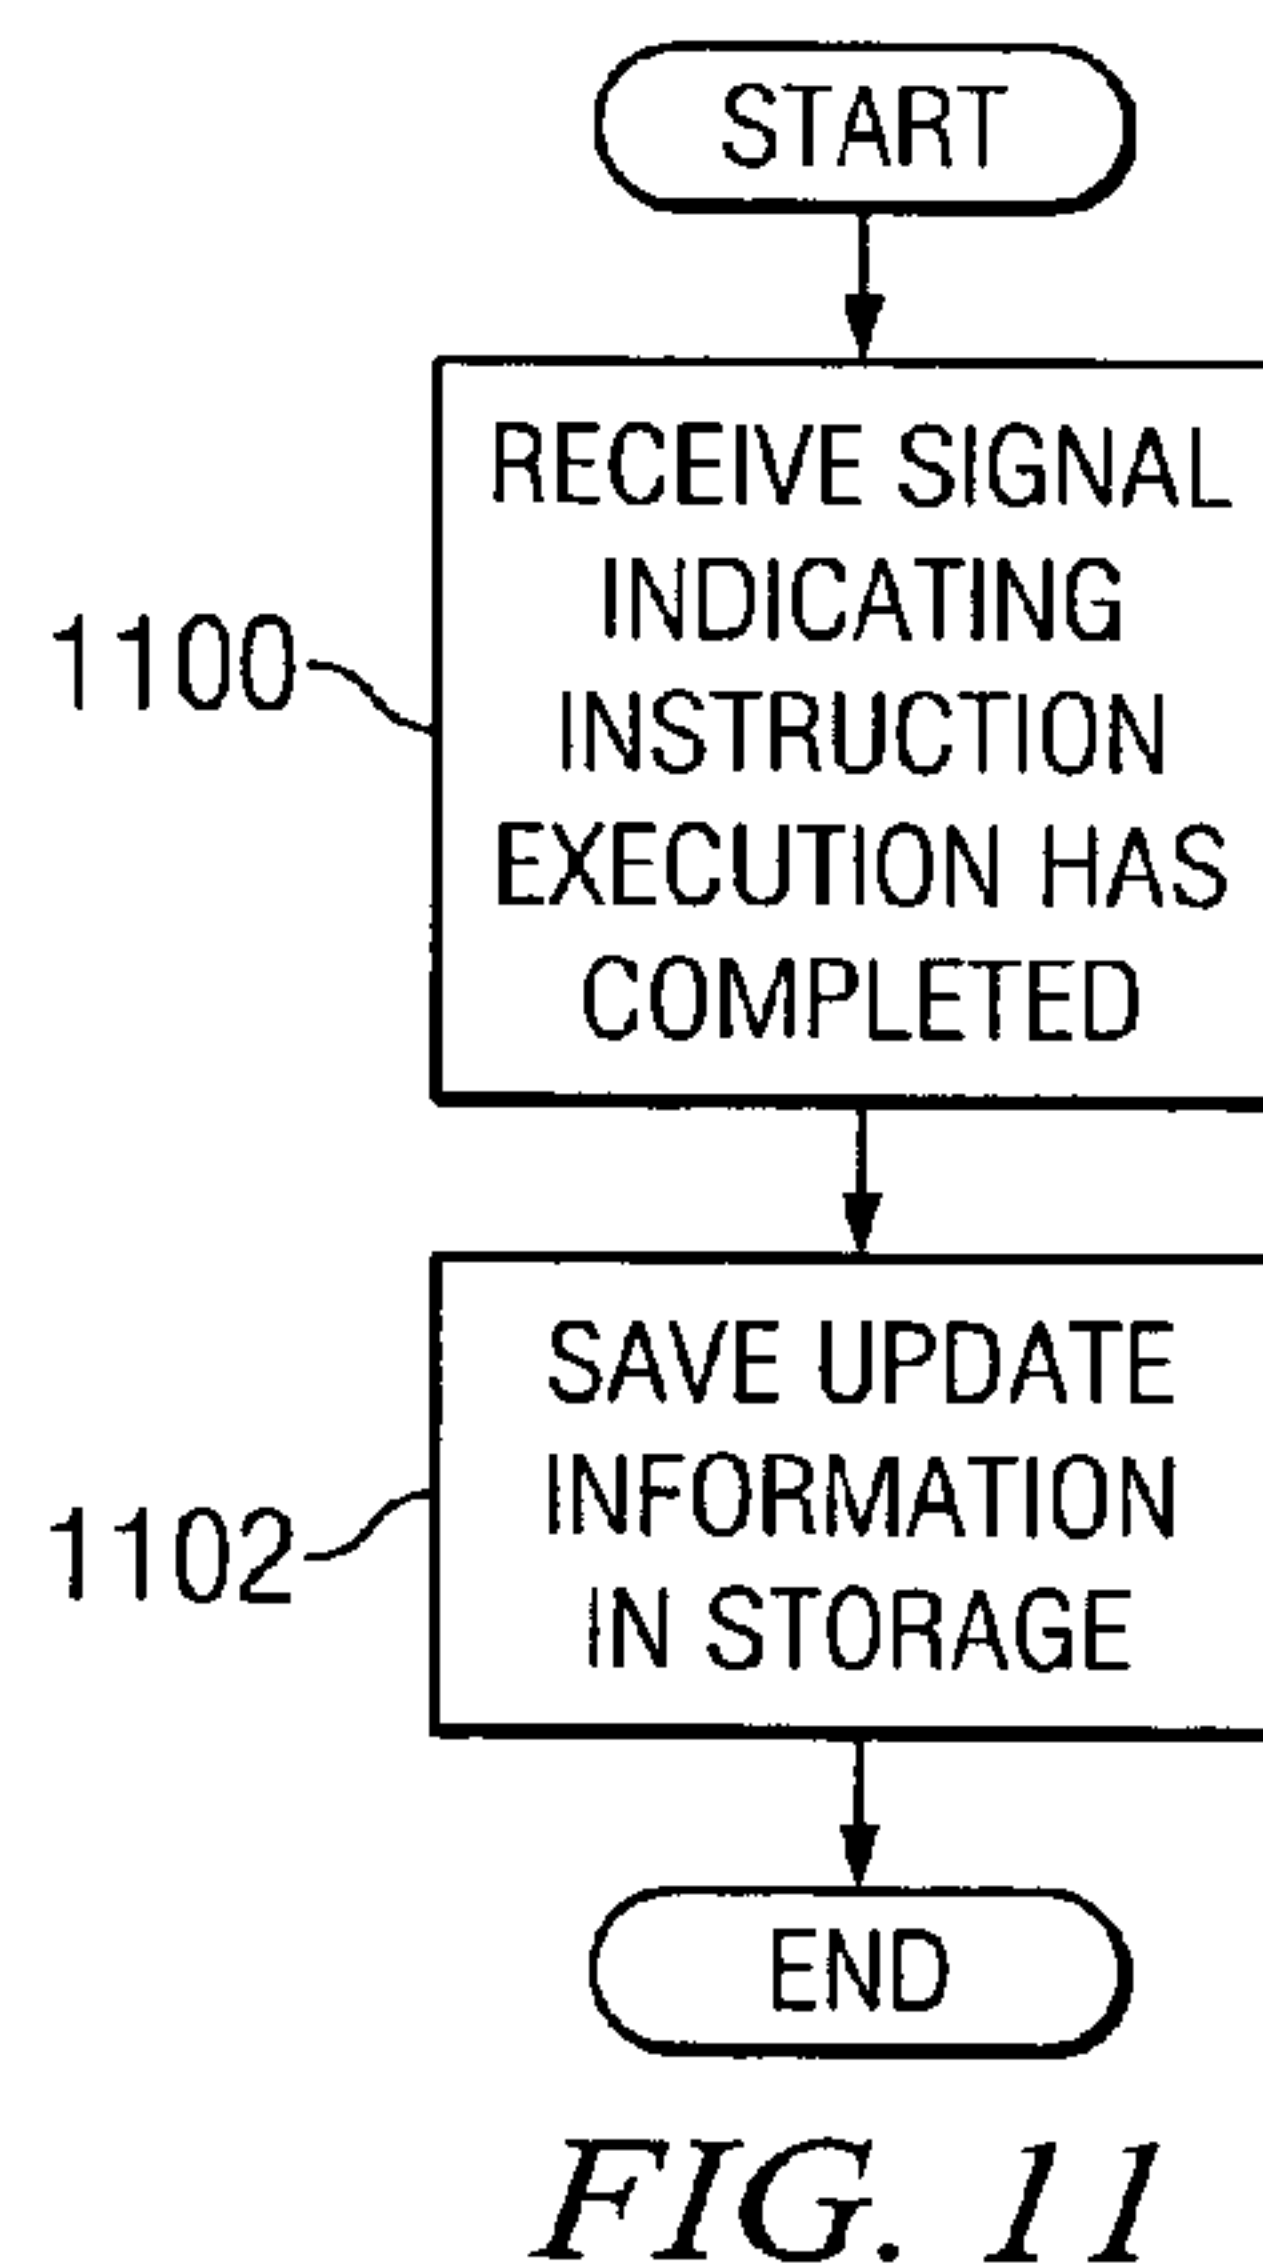 START
RECEIVE SIGNAL
INDICATING
INSTRUCTION
EXECUTION HAS
COMPLETED
1100
SAVE UPDATE
INFORMATION
IN STORAGE
1102
END
FIG. 11